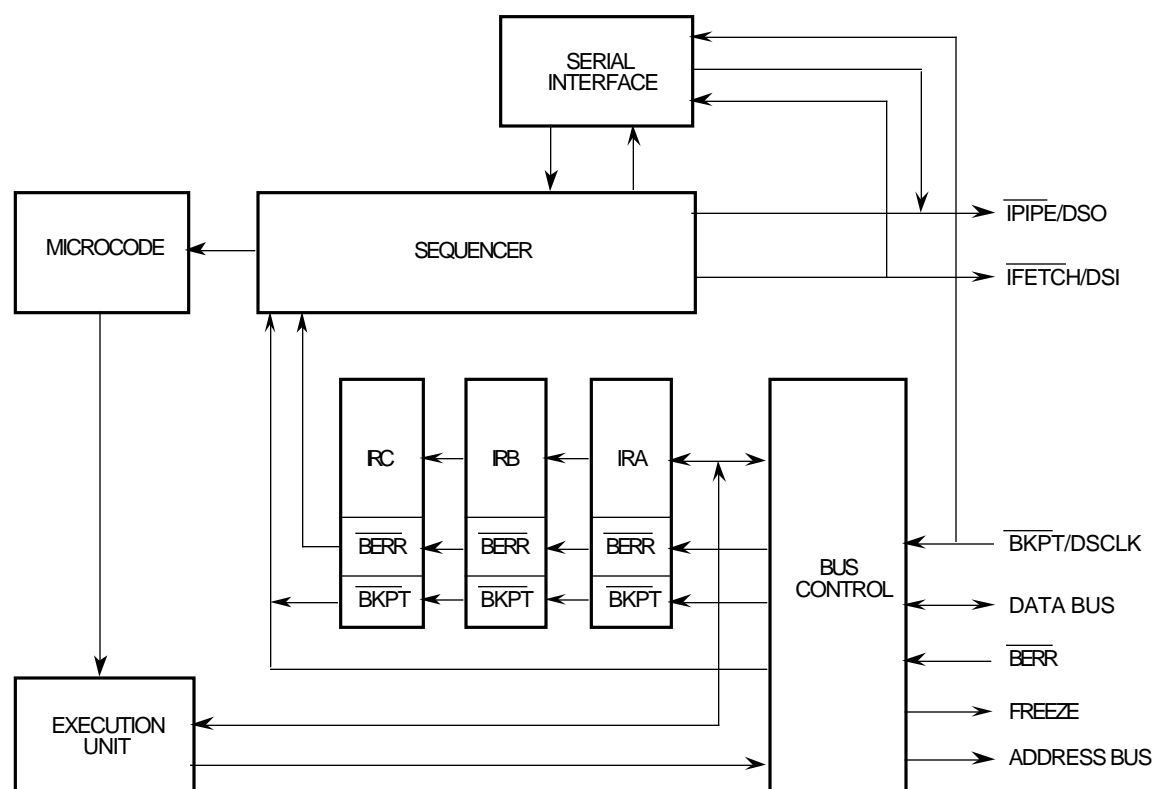 SERIAL
INTERFACE
MICROCODE
SEQUENCER
IPIPE/DSO
IFETCH/DSI
IRC
IRB
IRA
BERR
BERR
BERR
BKPT
BKPT
BKPT
BUS
CONTROL
BKPT/DSCLK
DATA BUS
BERR
FREEZE
ADDRESS BUS
EXECUTION
UNIT